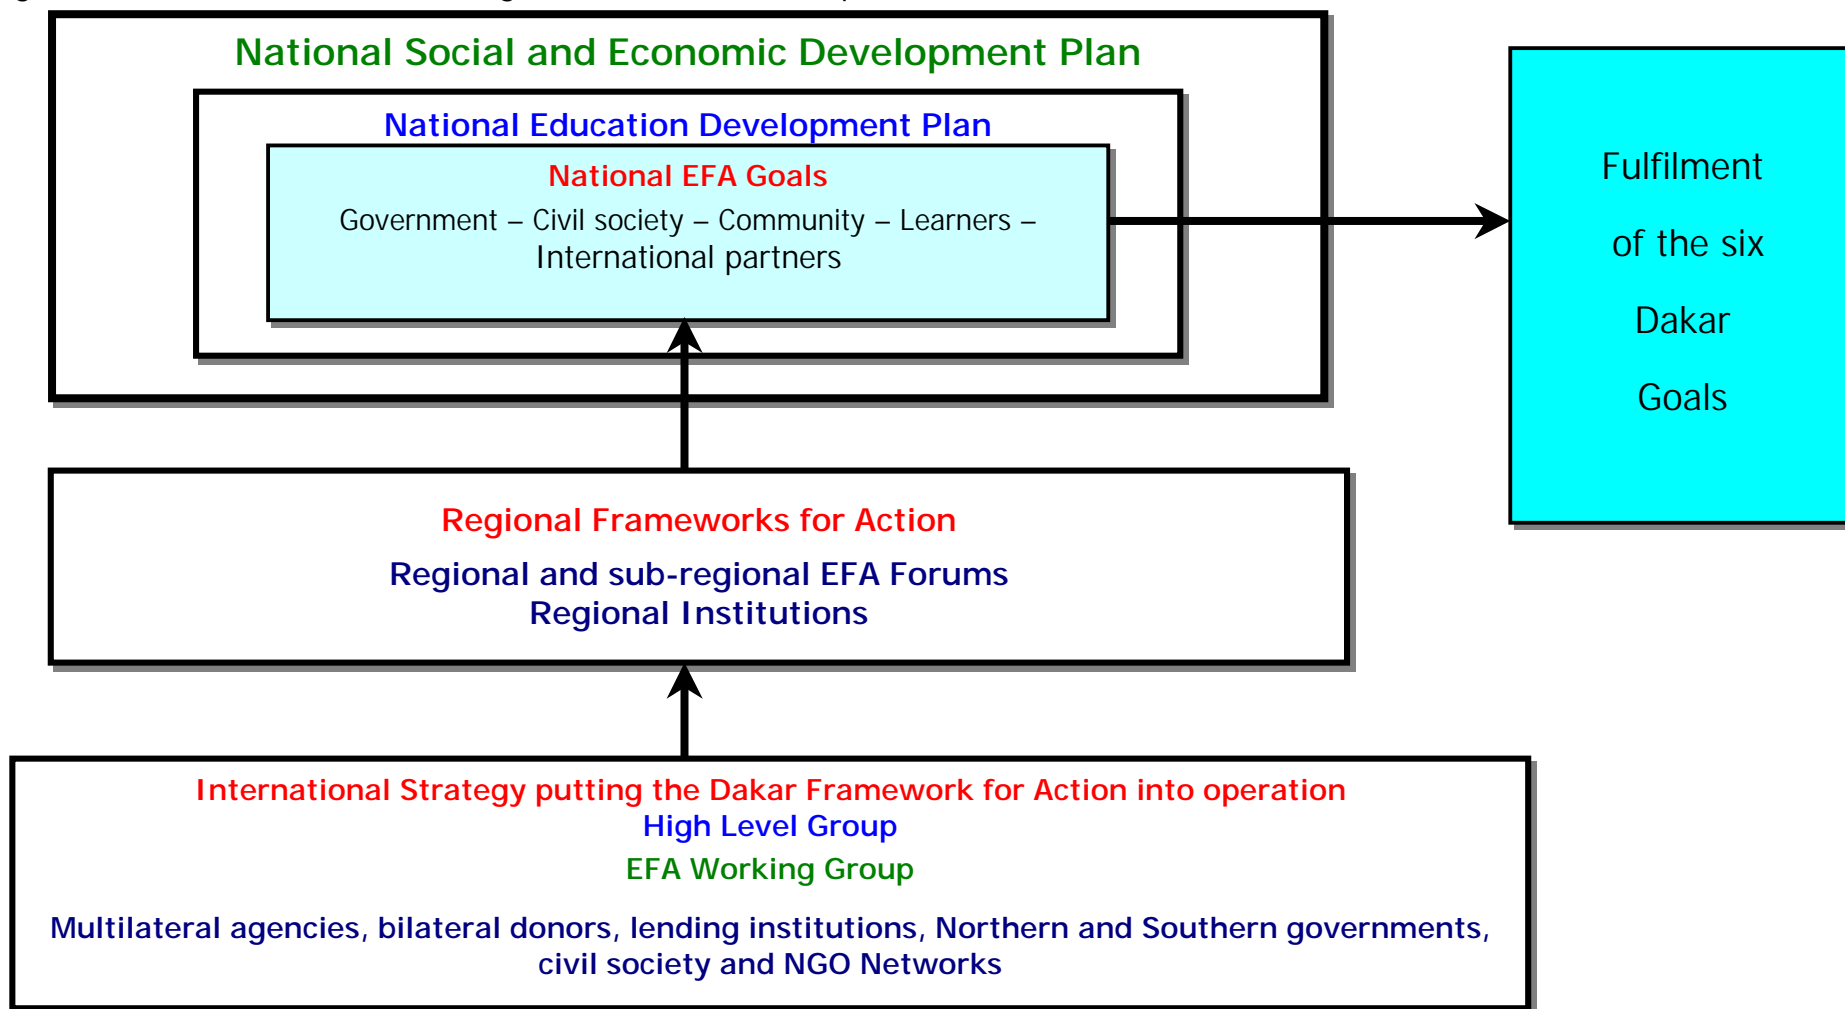 National Social and Economic Development Plan
National Education Development Plan
National EFA Goals
Government – Civil society – Community – Learners –
International partners
Fulfilment
of the six
Dakar
Goals
Regional Frameworks for Action
Regional and sub-regional EFA Forums
Regional Institutions
International Strategy putting the Dakar Framework for Action into operation
High Level Group
EFA Working Group
Multilateral agencies, bilateral donors, lending institutions, Northern and Southern governments,
civil society and NGO Networks